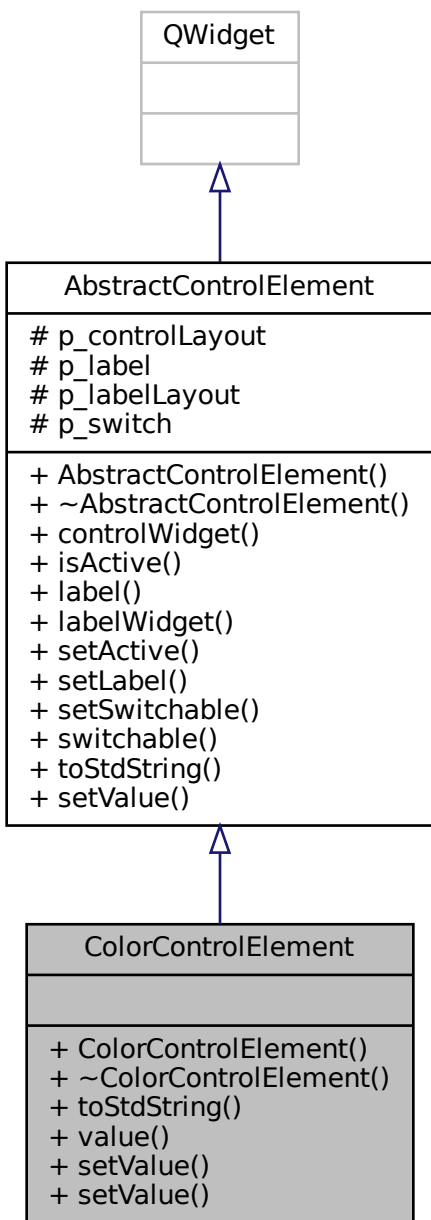 QWidget
AbstractControlElement
# p_controlLayout
# p_label
# p_labelLayout
# p_switch
+ AbstractControlElement()
+ ~AbstractControlElement()
+ controlWidget()
+ isActive()
+ label()
+ labelWidget()
+ setActive()
+ setLabel()
+ setSwitchable()
+ switchable()
+ toStdString()
+ setValue()
ColorControlElement
+ ColorControlElement()
+ ~ColorControlElement()
+ toStdString()
+ value()
+ setValue()
+ setValue()